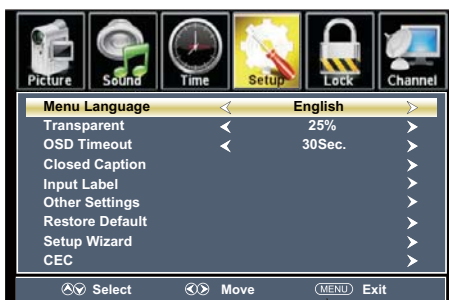 Picture Sound Time Setup Lock Channel
Menu Language English
Transparent 25%
OSD Timeout 30Sec.
Closed Caption
Input Label
Other Settings
Restore Default
Setup Wizard
CEC
Select Move MENU Exit